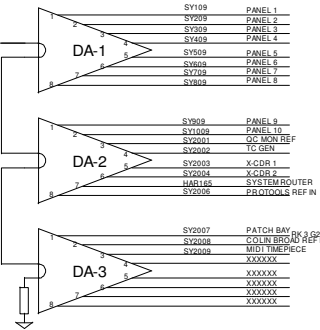 SY109 PANEL 1
1 SY209 PANEL 2
2 SY309 PANEL 3
3 SY409 PANEL 4
4
DA-1
5 SY509 PANEL 5
6 SY609 PANEL 6
7 SY709 PANEL 7
8 SY809 PANEL 8
SY909 PANEL 9
1 SY1009 PANEL 10
2 SY2001 QC MON REF
3 SY2002 TC GEN
4
DA-2
5 SY2003 X-CDR 1
6 SY2004 X-CDR 2
7 HAR165 SYSTEM ROUTER
8 SY2006 PROTOOLS REF IN
SY2007 PATCH BAY RK 3 G2
1 SY2008 COLIN BROAD REF
2 SY2009 MIDI TIMEPIECE
3 XXXXXX
4
DA-3
5 XXXXXX
6 XXXXXX
7 XXXXXX
8 XXXXXX